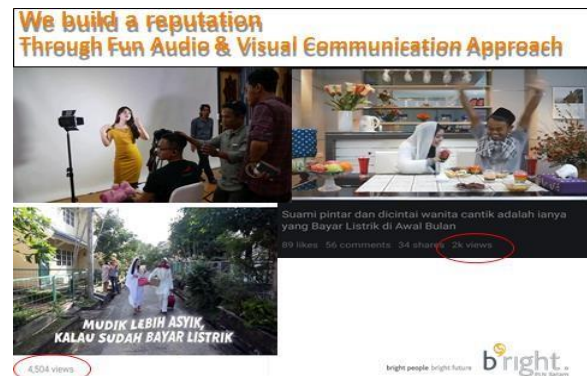 We build a reputation
Through Fun Audio & Visual Communication Approach
Suami pintar dan dicintai wanita cantik adalah ianya
yang Bayar Listrik di Awal Bulan
89 likes 56 comments 34 shares 2k views
MUDIK LEBIH ASYIK,
KALAU SUDAH BAYAR LISTRIK
4,504 views
bright people bright future
bright.
PLN Batam